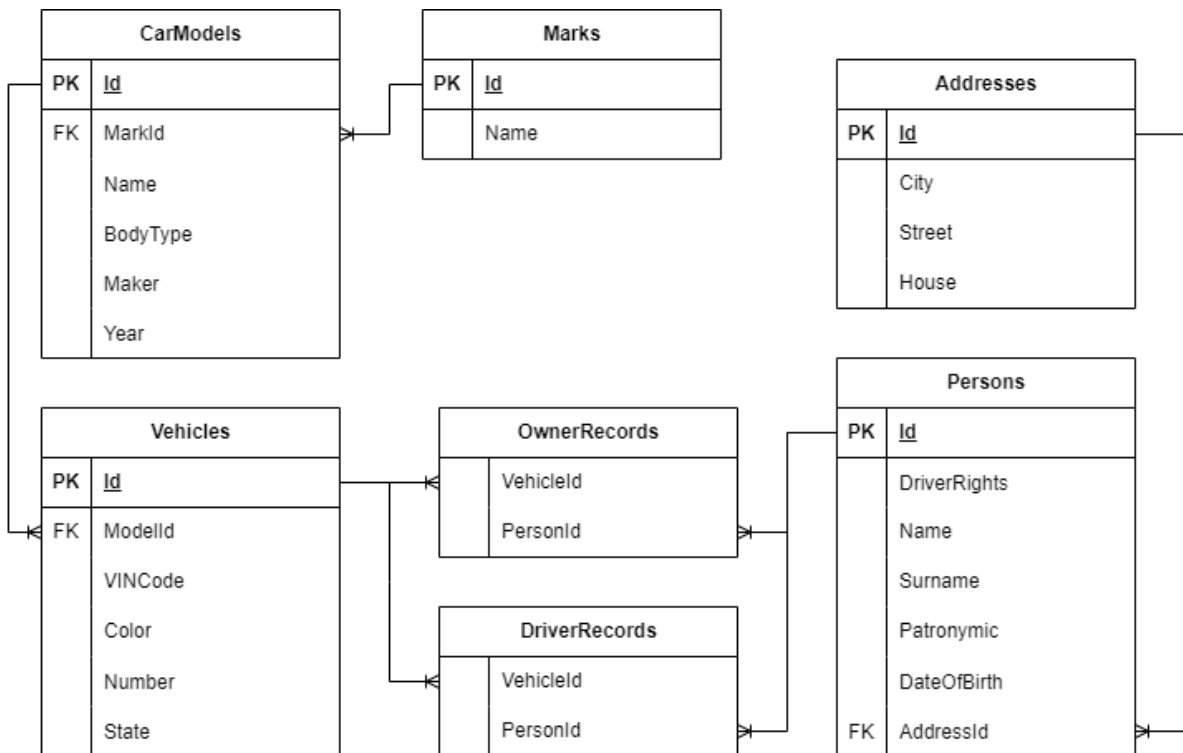 CarModels
PK Id
FK MarkId
Name
BodyType
Maker
Year
Marks
PK Id
Name
Addresses
PK Id
City
Street
House
Vehicles
PK Id
FK ModelId
VINCode
Color
Number
State
OwnerRecords
VehicleId
PersonId
DriverRecords
VehicleId
PersonId
Persons
PK Id
DriverRights
Name
Surname
Patronymic
DateOfBirth
FK AddressId